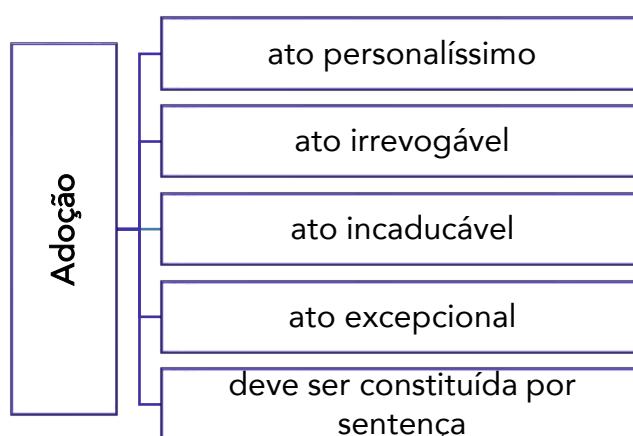 Adoção
ato personalíssimo
ato irrevogável
ato incaducável
ato excepcional
deve ser constituída por
sentença